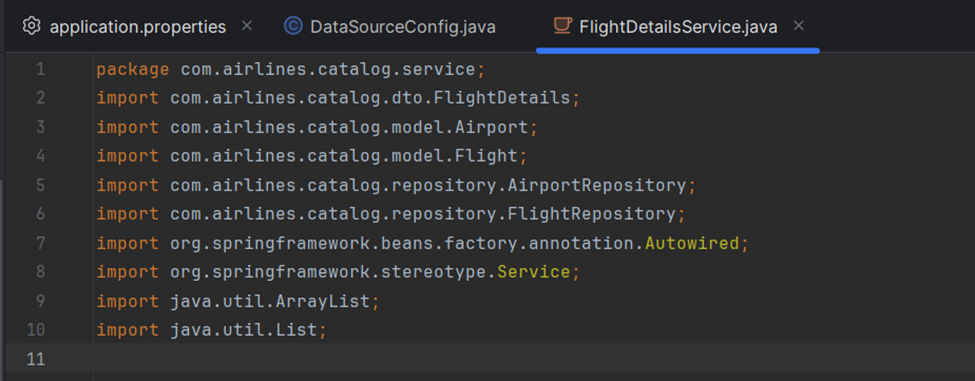 application.properties DataSourceConfig.java FlightDetailsService.java
1 package com.airlines.catalog.service;
2 import com.airlines.catalog.dto.FlightDetails;
3 import com.airlines.catalog.model.Airport;
4 import com.airlines.catalog.model.Flight;
5 import com.airlines.catalog.repository.AirportRepository;
6 import com.airlines.catalog.repository.FlightRepository;
7 import org.springframework.beans.factory.annotation.Autowired;
8 import org.springframework.stereotype.Service;
9 import java.util.ArrayList;
10 import java.util.List;
11